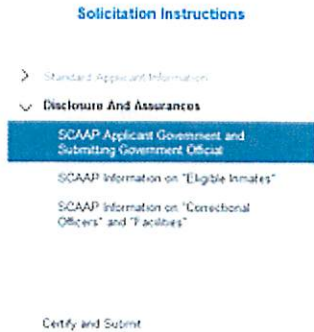 Solicitation Instructions
Standard Applicant Information
Disclosure And Assurances
SCAAP Applicant Government and
Submitting Government Official
SCAAP Information on "Eligible Inmates"
SCAAP Information on "Correctional
Officers" and "Facilities"
Certify and Submit